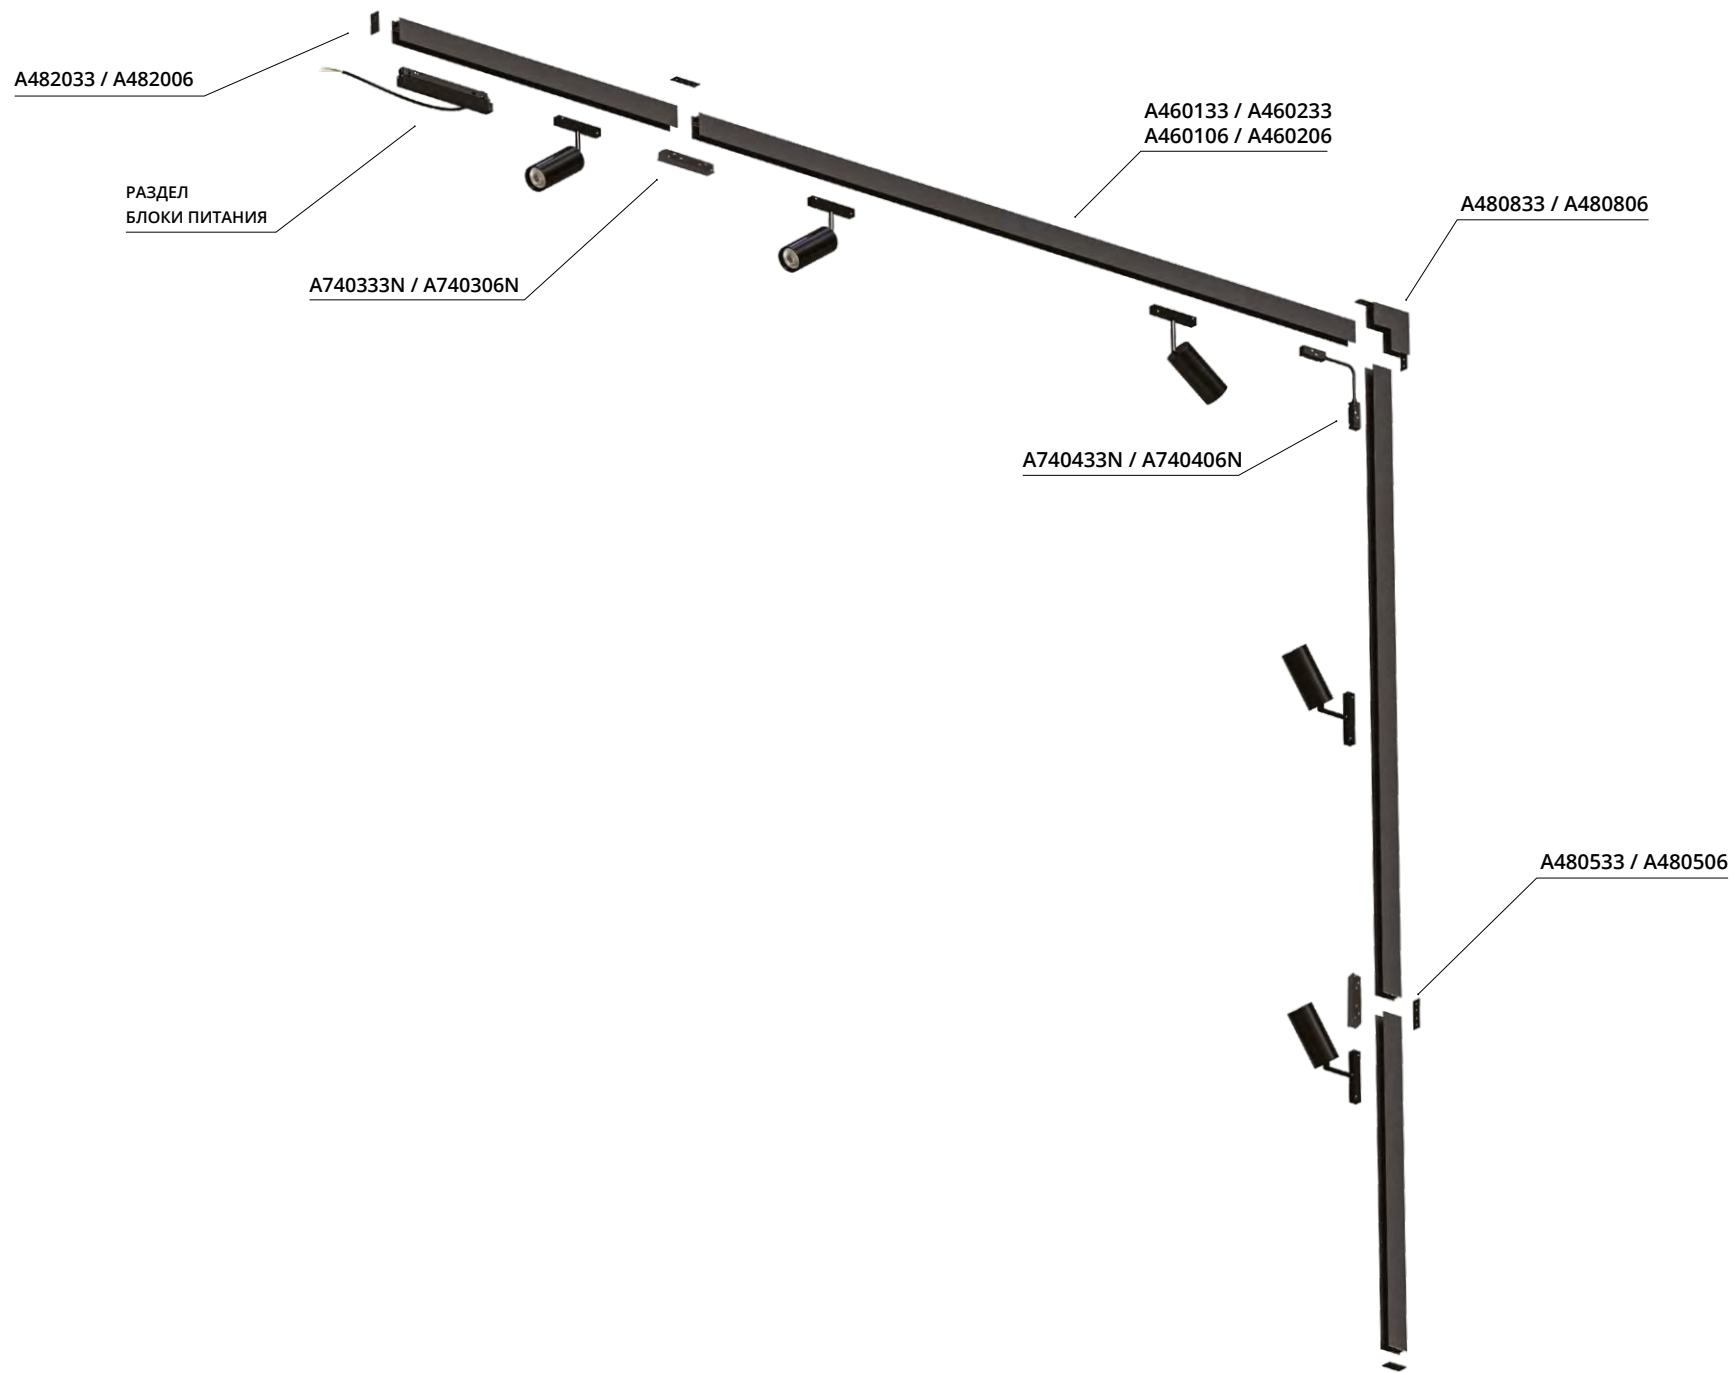 A482033 / A482006
A460133 / A460233
A460106 / A460206
РАЗДЕЛ
БЛОКИ ПИТАНИЯ
A480833 / A480806
A740333N / A740306N
A740433N / A740406N
A480533 / A480506